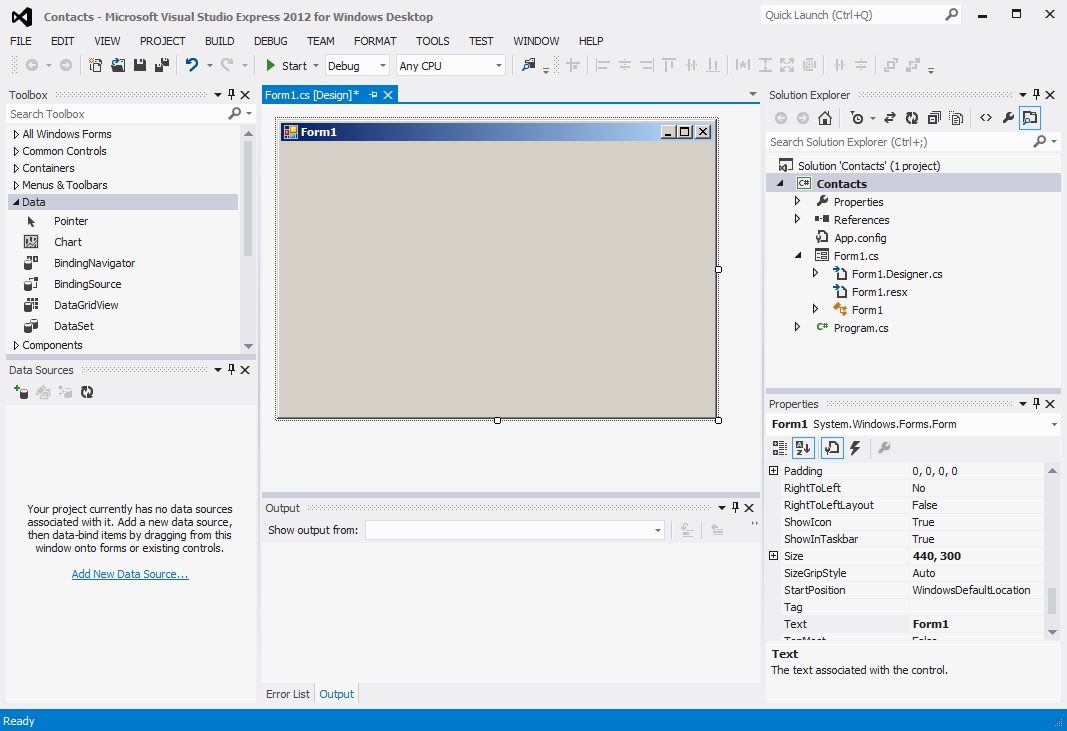 Contacts - Microsoft Visual Studio Express 2012 for Windows Desktop
Quick Launch (Ctrl+Q)
FILE EDIT VIEW PROJECT BUILD DEBUG TEAM FORMAT TOOLS TEST WINDOW HELP
Start Debug Any CPU
Toolbox
Search Toolbox
All Windows Forms
Common Controls
Containers
Menus & Toolbars
Data
Pointer
Chart
BindingNavigator
BindingSource
DataGridView
DataSet
Components
Data Sources
Your project currently has no data sources
associated with it. Add a new data source,
then data-bind items by dragging from this
window onto forms or existing controls.
Add New Data Source...
Form1.cs [Design]*
Form1
Output
Show output from:
Error List Output
Solution Explorer
Search Solution Explorer (Ctrl+;)
Solution 'Contacts' (1 project)
C# Contacts
Properties
References
App.config
Form1.cs
Form1.Designer.cs
Form1.resx
Form1
C# Program.cs
Properties
Form1 System.Windows.Forms.Form
Padding 0, 0, 0, 0
RightToLeft No
RightToLeftLayout False
ShowIcon True
ShowInTaskbar True
Size 440, 300
SizeGripStyle Auto
StartPosition WindowsDefaultLocation
Tag
Text Form1
TopMost False
Text
The text associated with the control.
Ready